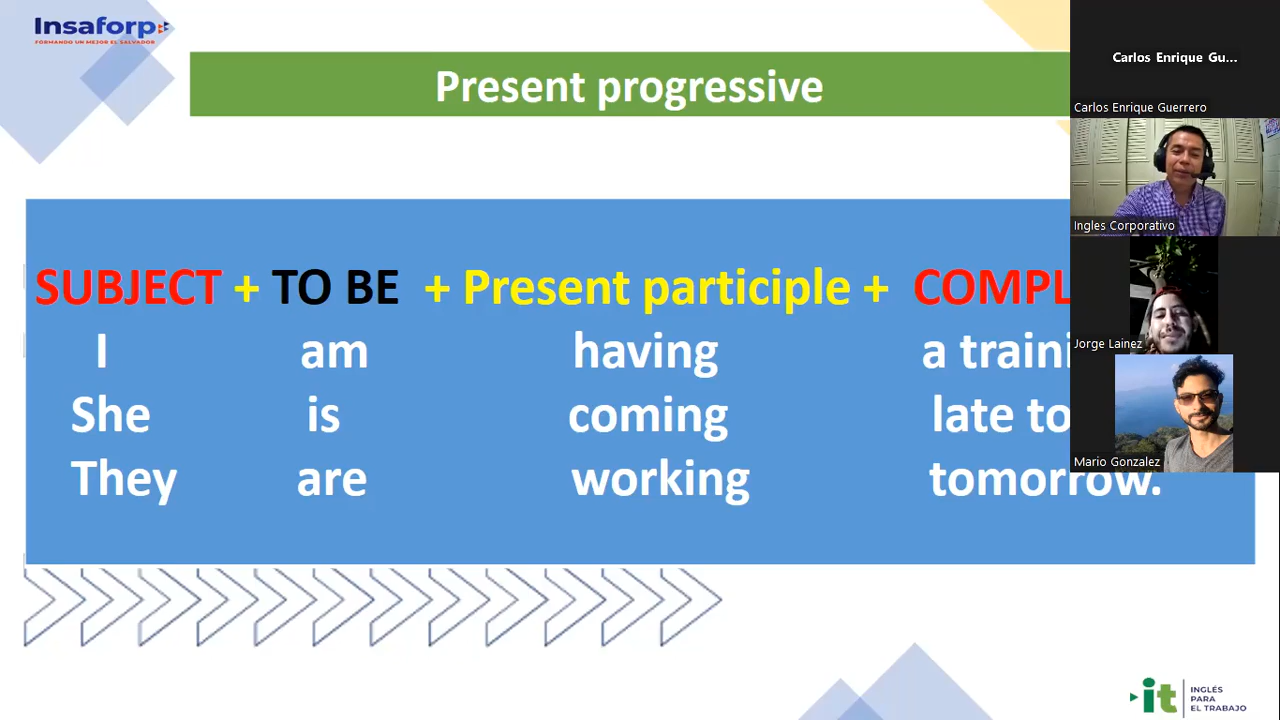 Insaforp
FORMANDO UN MEJOR EL SALVADOR
Present progressive
SUBJECT + TO BE + Present participle + COMPL
I am having a traini
She is coming late to
They are working tomorrow.
Carlos Enrique Gu...
Carlos Enrique Guerrero
Ingles Corporativo
Jorge Lainez
Mario Gonzalez
it INGLÉS
PARA
EL TRABAJO